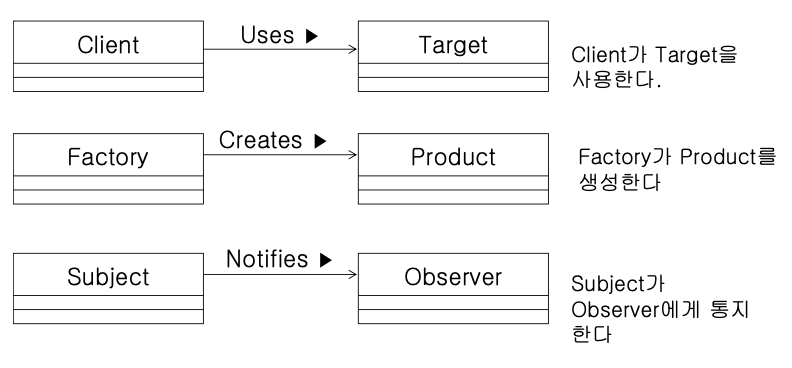 Client
Uses ▶
Target
Client가 Target을
사용한다.
Factory
Creates ▶
Product
Factory가 Product를
생성한다
Subject
Notifies ▶
Observer
Subject가
Observer에게 통지
한다